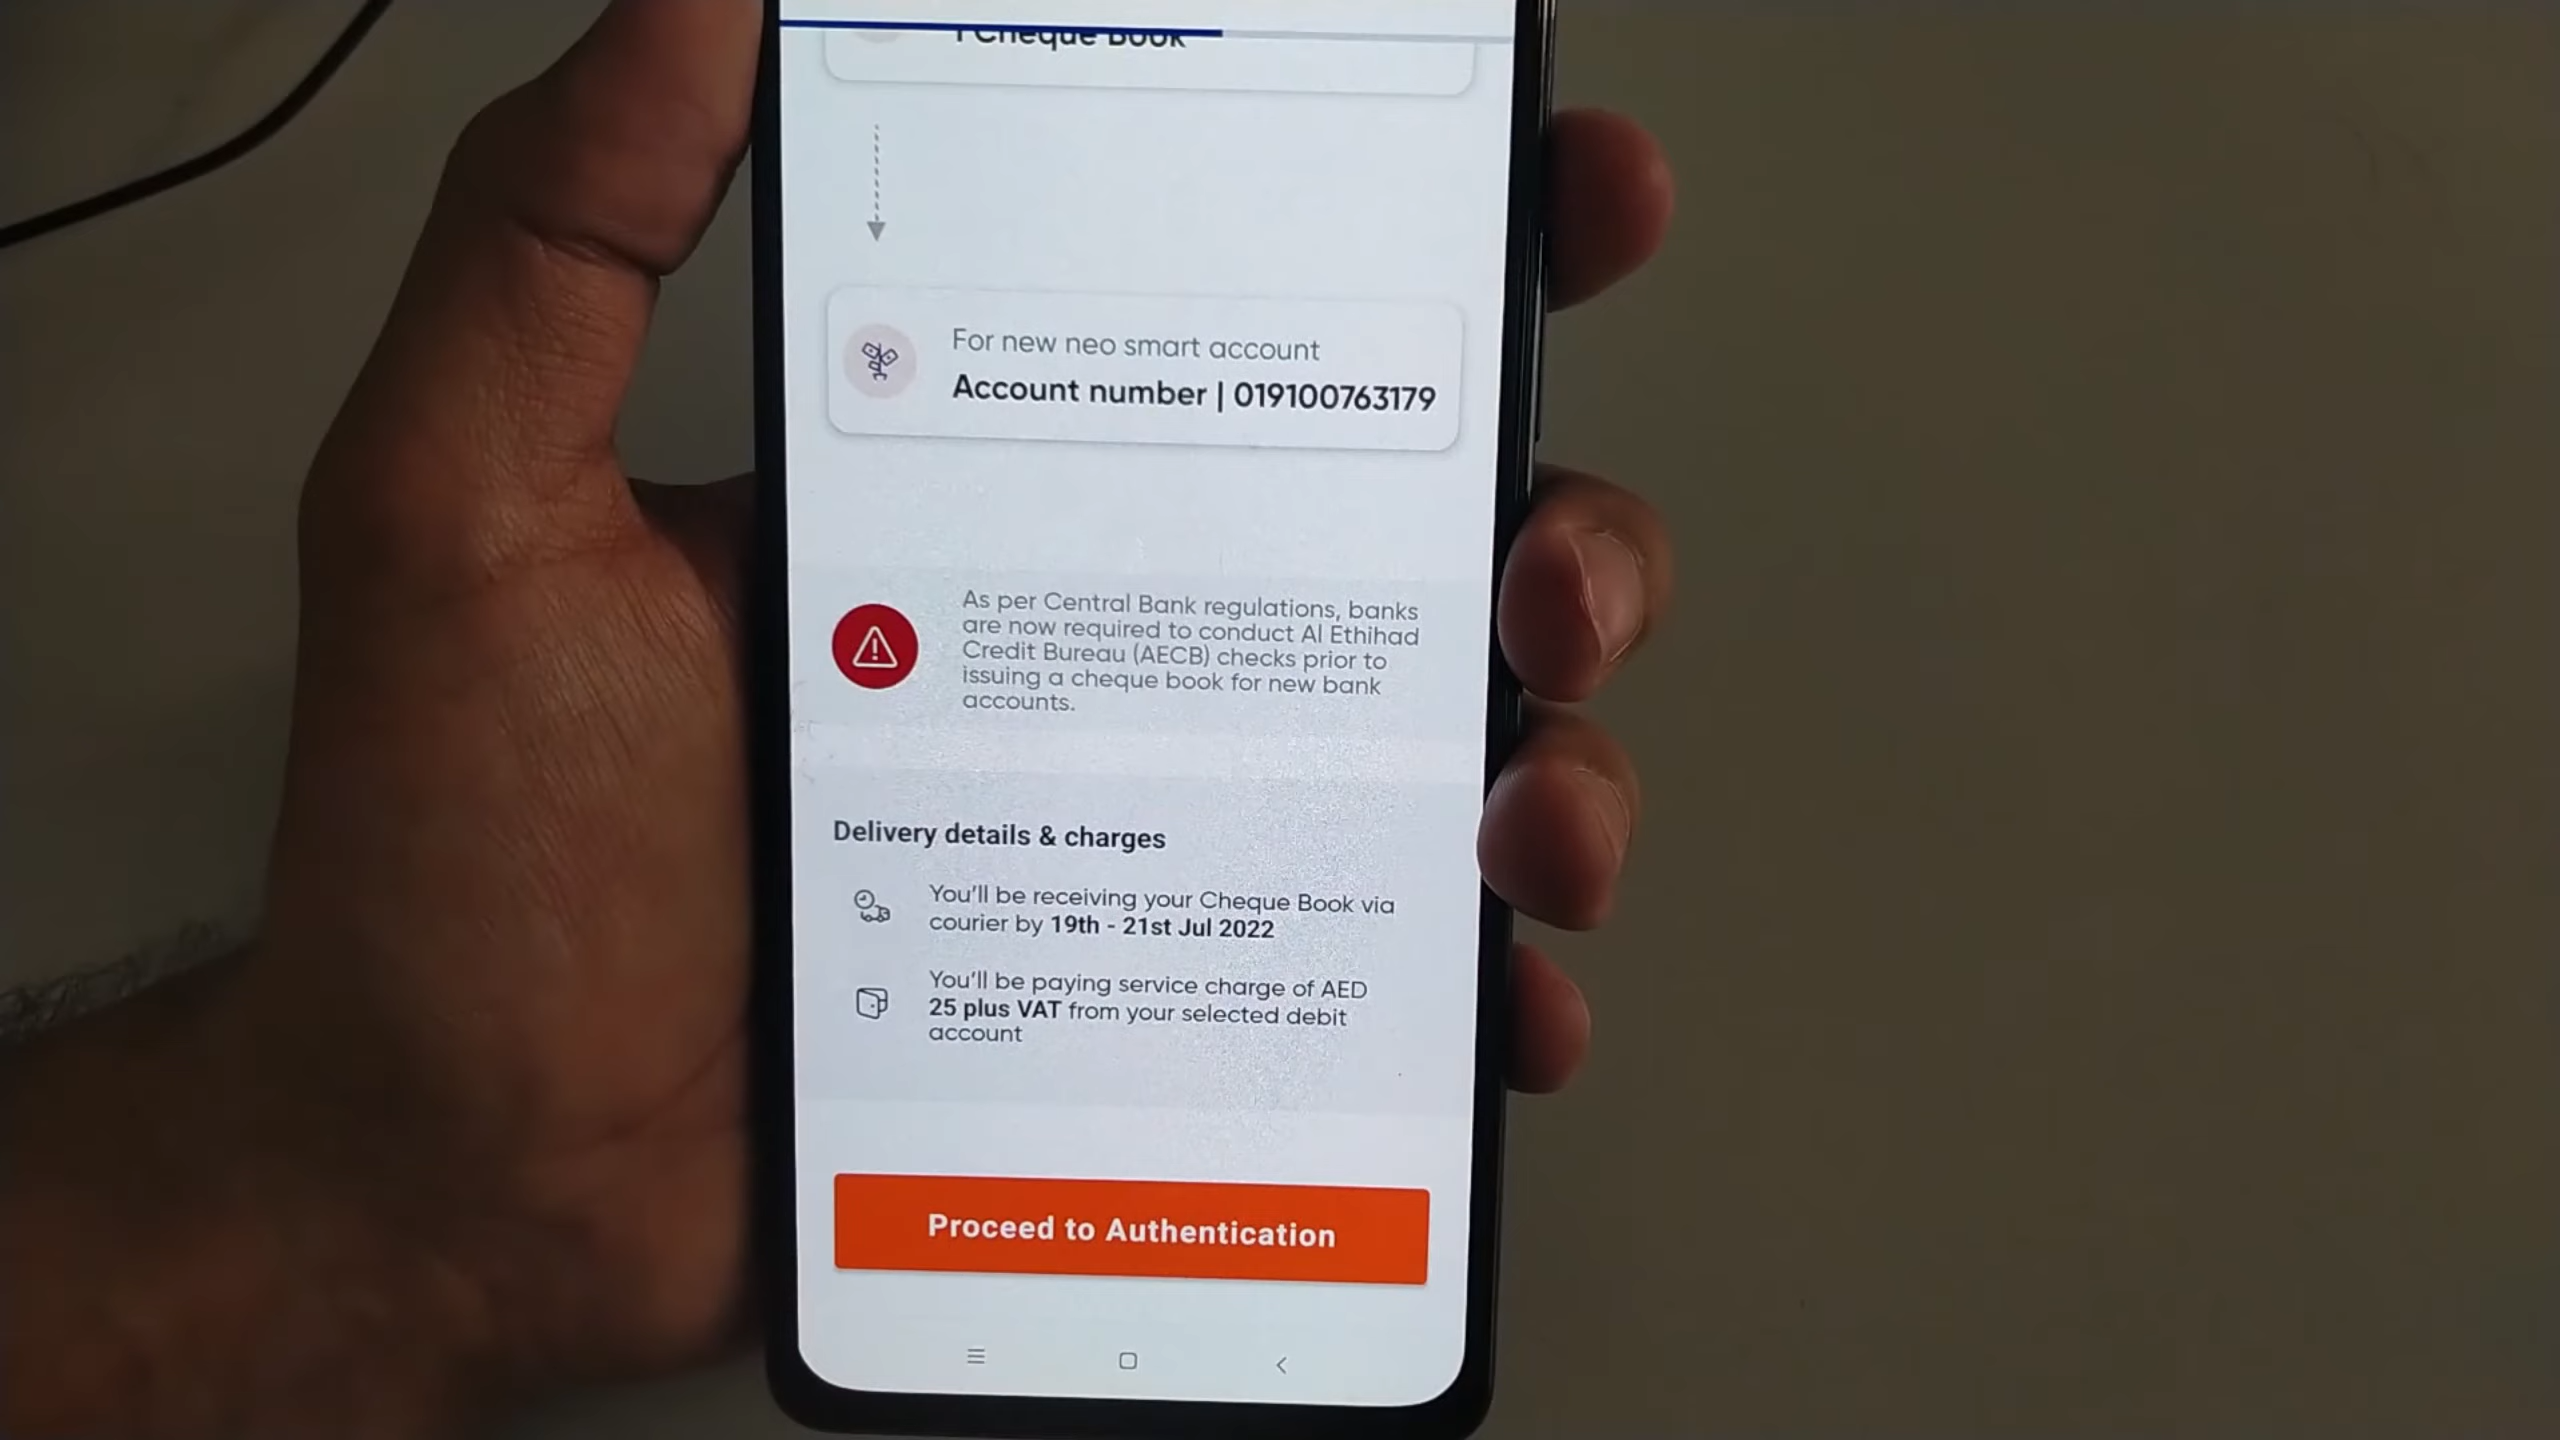 1 Cheque Book
For new neo smart account
Account number | 019100763179
As per Central Bank regulations, banks
are now required to conduct Al Ethihad
Credit Bureau (AECB) checks prior to
issuing a cheque book for new bank
accounts.
Delivery details & charges
You'll be receiving your Cheque Book via
courier by 19th - 21st Jul 2022
You'll be paying service charge of AED
25 plus VAT from your selected debit
account
Proceed to Authentication